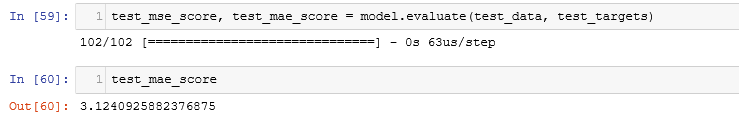 In [59]: 1 test_mse_score, test_mae_score = model.evaluate(test_data, test_targets)
102/102 [==============================] - 0s 63us/step
In [60]: 1 test_mae_score
Out[60]: 3.1240925882376875